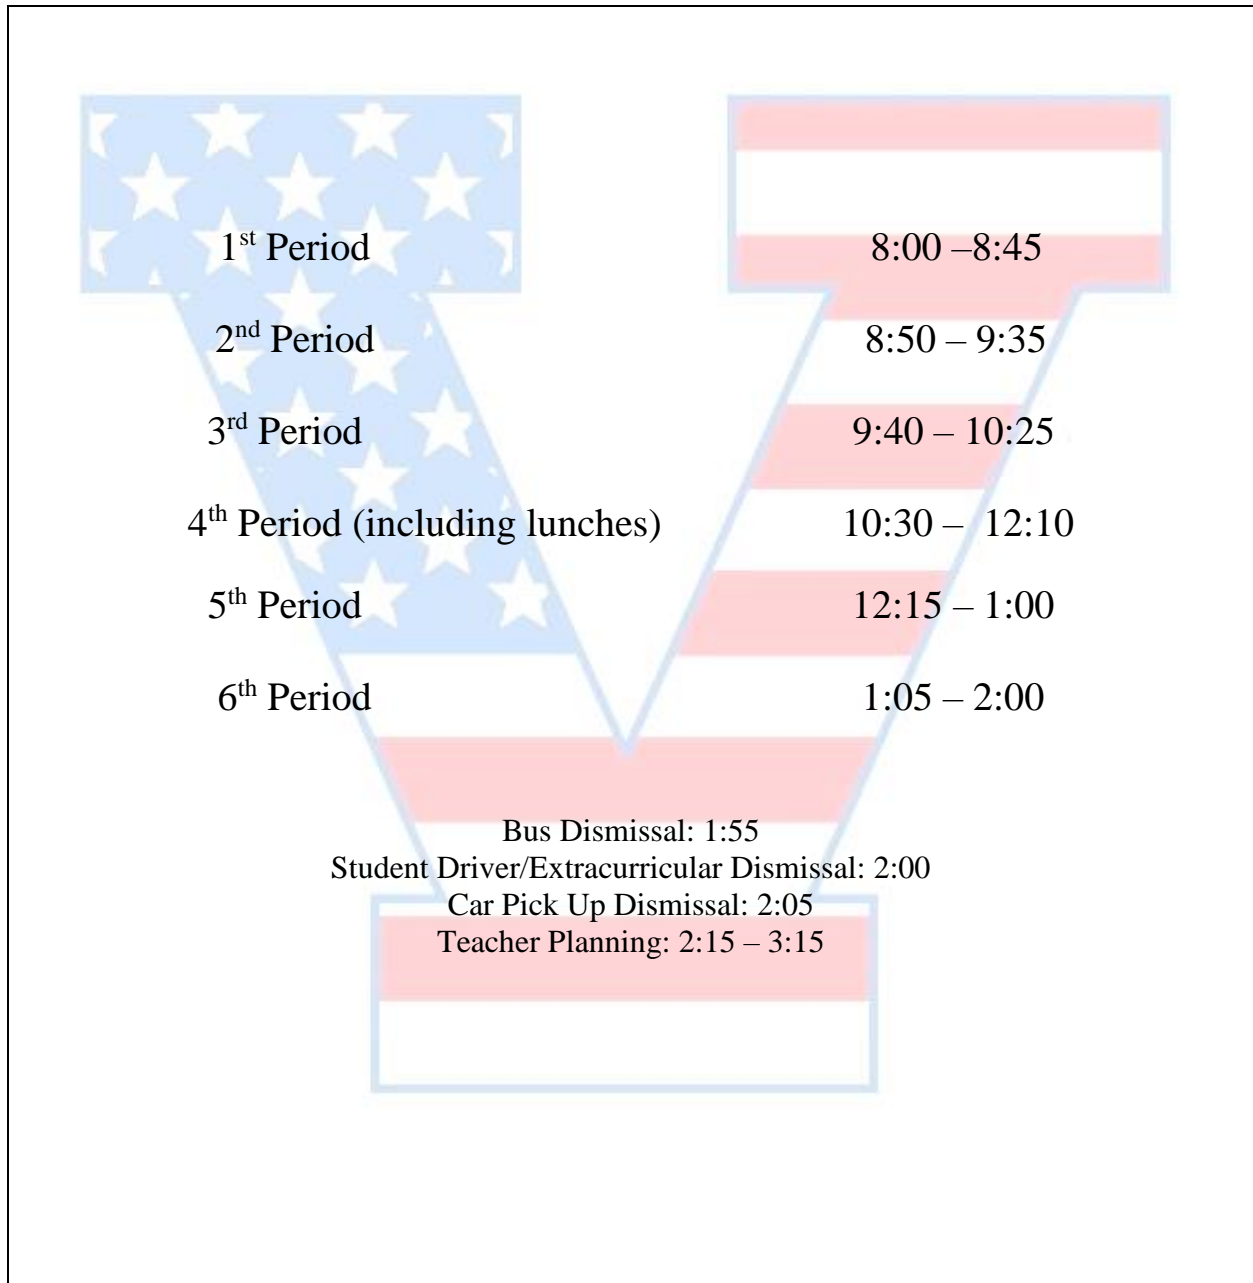 1st Period 8:00 –8:45
2nd Period 8:50 – 9:35
3rd Period 9:40 – 10:25
4th Period (including lunches) 10:30 – 12:10
5th Period 12:15 – 1:00
6th Period 1:05 – 2:00
Bus Dismissal: 1:55
Student Driver/Extracurricular Dismissal: 2:00
Car Pick Up Dismissal: 2:05
Teacher Planning: 2:15 – 3:15